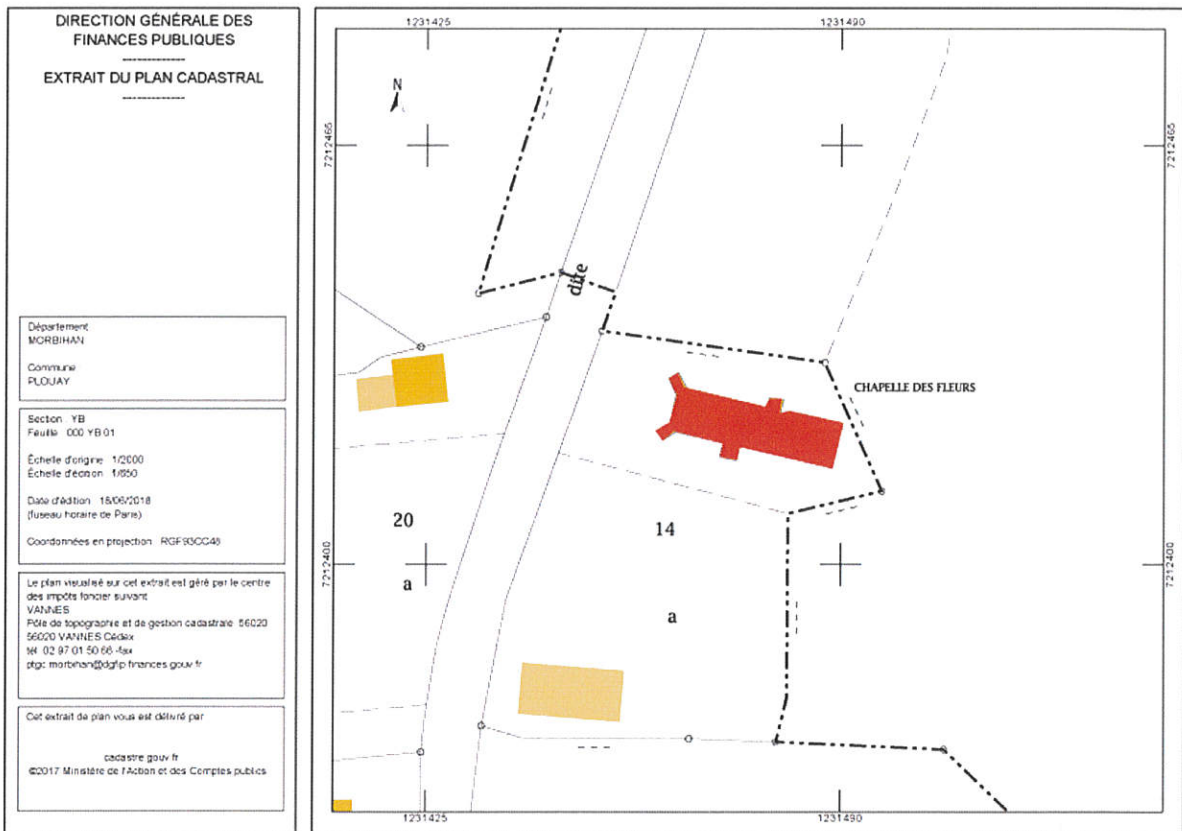 DIRECTION GÉNÉRALE DES
FINANCES PUBLIQUES
---------------
EXTRAIT DU PLAN CADASTRAL
---------------
Département
MORBIHAN
Commune
PLOUAY
Section : YB
Feuille : 000 YB 01
Échelle d'origine : 1/2000
Échelle d'édition : 1/650
Date d'édition : 18/06/2018
(fuseau horaire de Paris)
Coordonnées en projection : RGF93CC48
Le plan visualisé sur cet extrait est géré par le centre
des impôts foncier suivant
VANNES
Pôle de topographie et de gestion cadastrale 56020
56020 VANNES Cédex
tél. 02 97 01 50 66 -fax
ptgc.morbihan@dgfip.finances.gouv.fr
Cet extrait de plan vous est délivré par
cadastre.gouv.fr
©2017 Ministère de l'Action et des Comptes publics
1231425
1231490
N
7212465
7212465
dite
CHAPELLE DES FLEURS
20
14
7212400
7212400
a
a
1231425
1231490